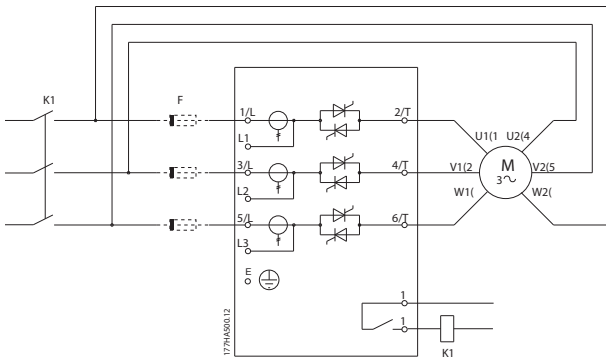 K1
F
1/L
2/T
U1(1 U2(4
L1
3/L
4/T
V1(2
M
3~
V2(5
L2
W1(
W2(
5/L
6/T
L3
E
1
1
K1
177HA500.12